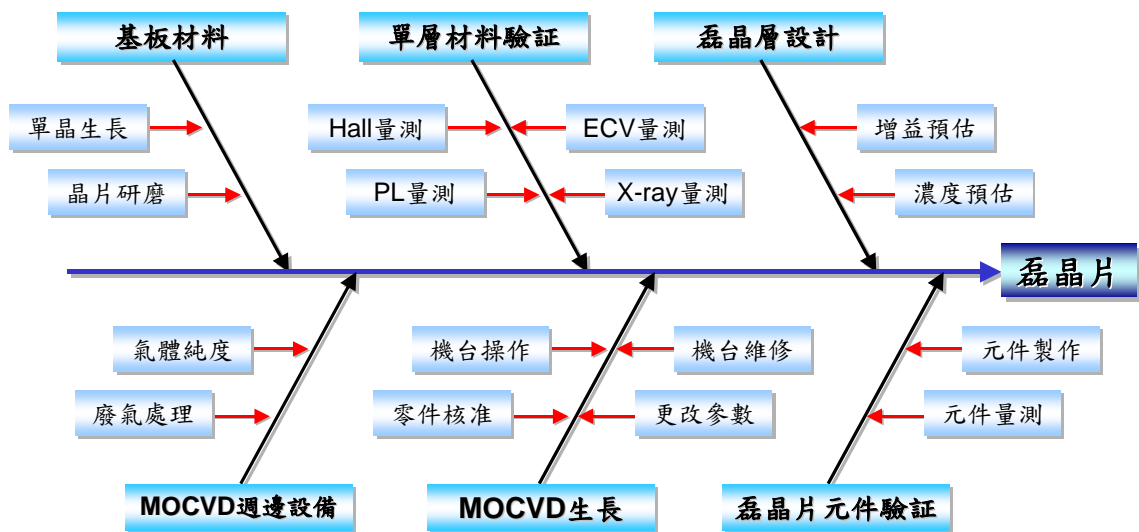 基板材料
單層材料驗証
磊晶層設計
單晶生長
Hall量測
ECV量測
增益預估
晶片研磨
PL量測
X-ray量測
濃度預估
磊晶片
氣體純度
機台操作
機台維修
元件製作
廢氣處理
零件核准
更改參數
元件量測
MOCVD週邊設備
MOCVD生長
磊晶片元件驗証